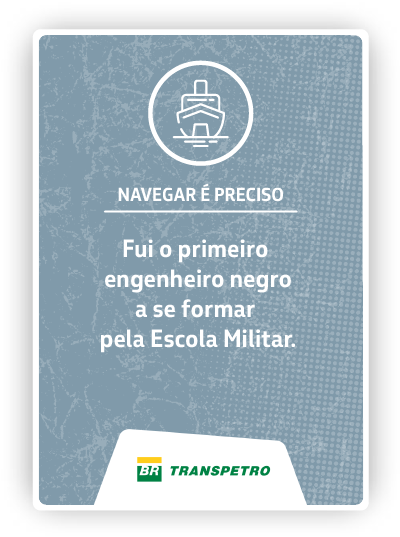 NAVEGAR É PRECISO
Fui o primeiro
engenheiro negro
a se formar
pela Escola Militar.
BR TRANSPETRO